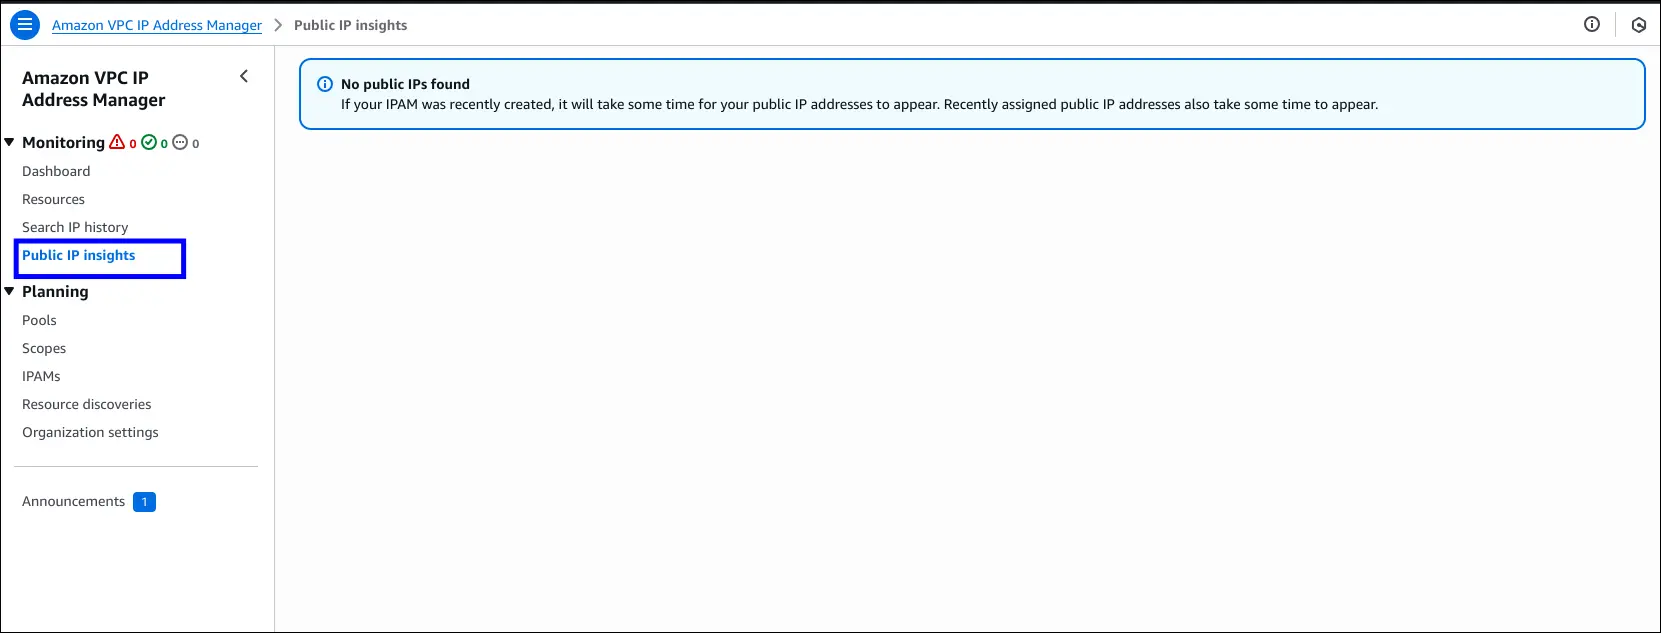 Amazon VPC IP Address Manager > Public IP insights
Amazon VPC IP
Address Manager
Monitoring 0 0 0
Dashboard
Resources
Search IP history
Public IP insights
Planning
Pools
Scopes
IPAMs
Resource discoveries
Organization settings
Announcements 1
No public IPs found
If your IPAM was recently created, it will take some time for your public IP addresses to appear. Recently assigned public IP addresses also take some time to appear.